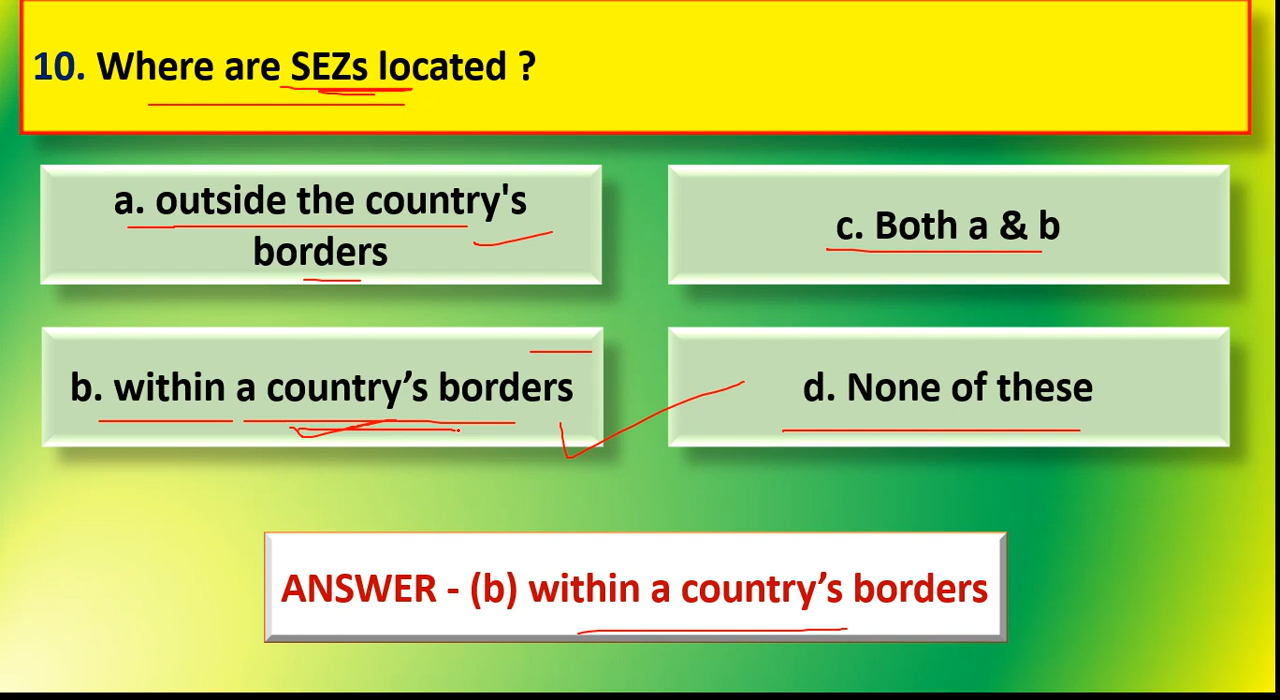 10. Where are SEZs located ?
a. outside the country's
borders
b. within a country’s borders
c. Both a & b
d. None of these
ANSWER - (b) within a country’s borders